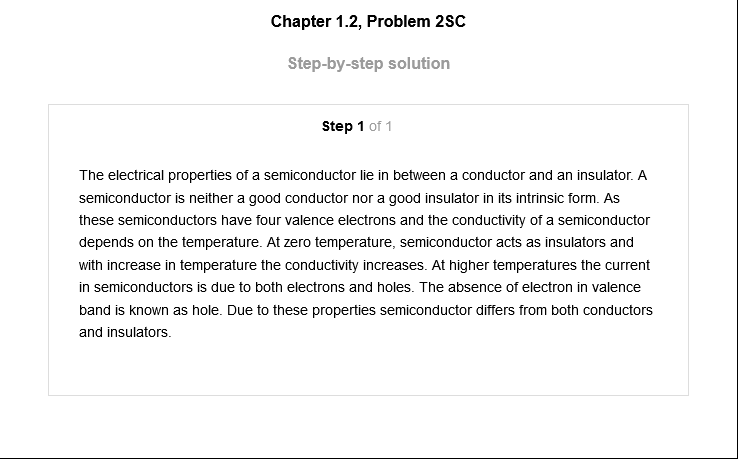 Chapter 1.2, Problem 2SC
Step-by-step solution
Step 1 of 1
The electrical properties of a semiconductor lie in between a conductor and an insulator. A
semiconductor is neither a good conductor nor a good insulator in its intrinsic form. As
these semiconductors have four valence electrons and the conductivity of a semiconductor
depends on the temperature. At zero temperature, semiconductor acts as insulators and
with increase in temperature the conductivity increases. At higher temperatures the current
in semiconductors is due to both electrons and holes. The absence of electron in valence
band is known as hole. Due to these properties semiconductor differs from both conductors
and insulators.